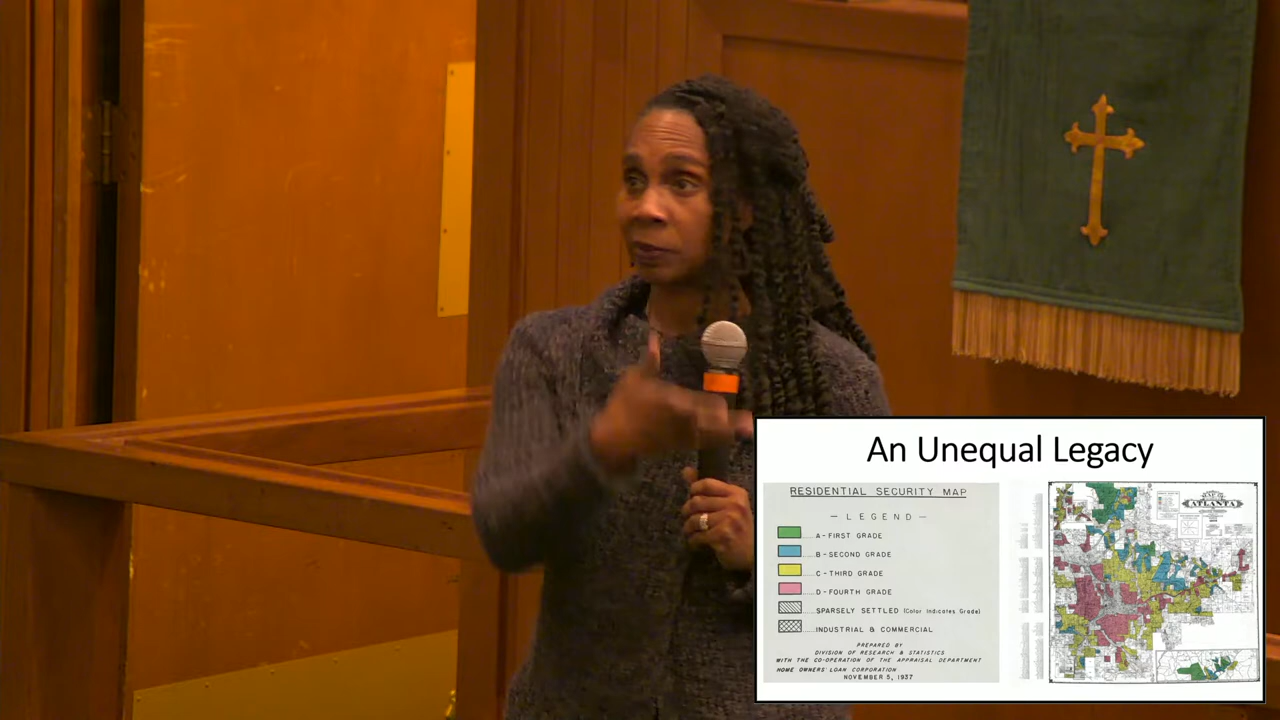 An Unequal Legacy
RESIDENTIAL SECURITY MAP
— LEGEND —
A-FIRST GRADE
B-SECOND GRADE
C-THIRD GRADE
D-FOURTH GRADE
SPARSELY SETTLED (Color Indicates Grade)
INDUSTRIAL & COMMERCIAL
PREPARED BY
DIVISION OF RESEARCH & STATISTICS
WITH THE CO-OPERATION OF THE APPRAISAL DEPARTMENT
HOME OWNERS' LOAN CORPORATION
NOVEMBER 5, 1937
ATLANTA